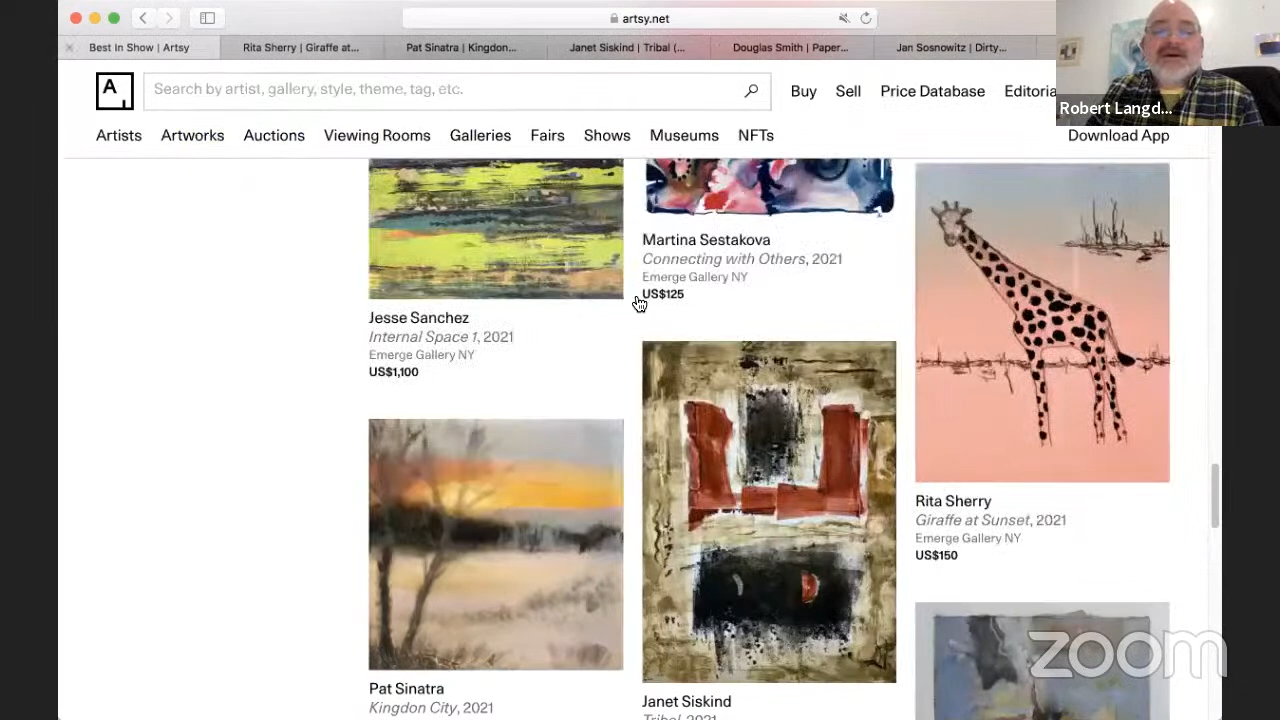 artsy.net
Best In Show | Artsy
Rita Sherry | Giraffe at...
Pat Sinatra | Kingdon...
Janet Siskind | Tribal (...
Douglas Smith | Paper...
Jan Sosnowitz | Dirty...
A,
Search by artist, gallery, style, theme, tag, etc.
Buy
Sell
Price Database
Editoria
Robert Langd...
Artists
Artworks
Auctions
Viewing Rooms
Galleries
Fairs
Shows
Museums
NFTs
Download App
Jesse Sanchez
Internal Space 1, 2021
Emerge Gallery NY
US$1,100
Martina Sestakova
Connecting with Others, 2021
Emerge Gallery NY
US$125
Rita Sherry
Giraffe at Sunset, 2021
Emerge Gallery NY
US$150
Pat Sinatra
Kingdon City, 2021
Janet Siskind
Tribal, 2021
zoom